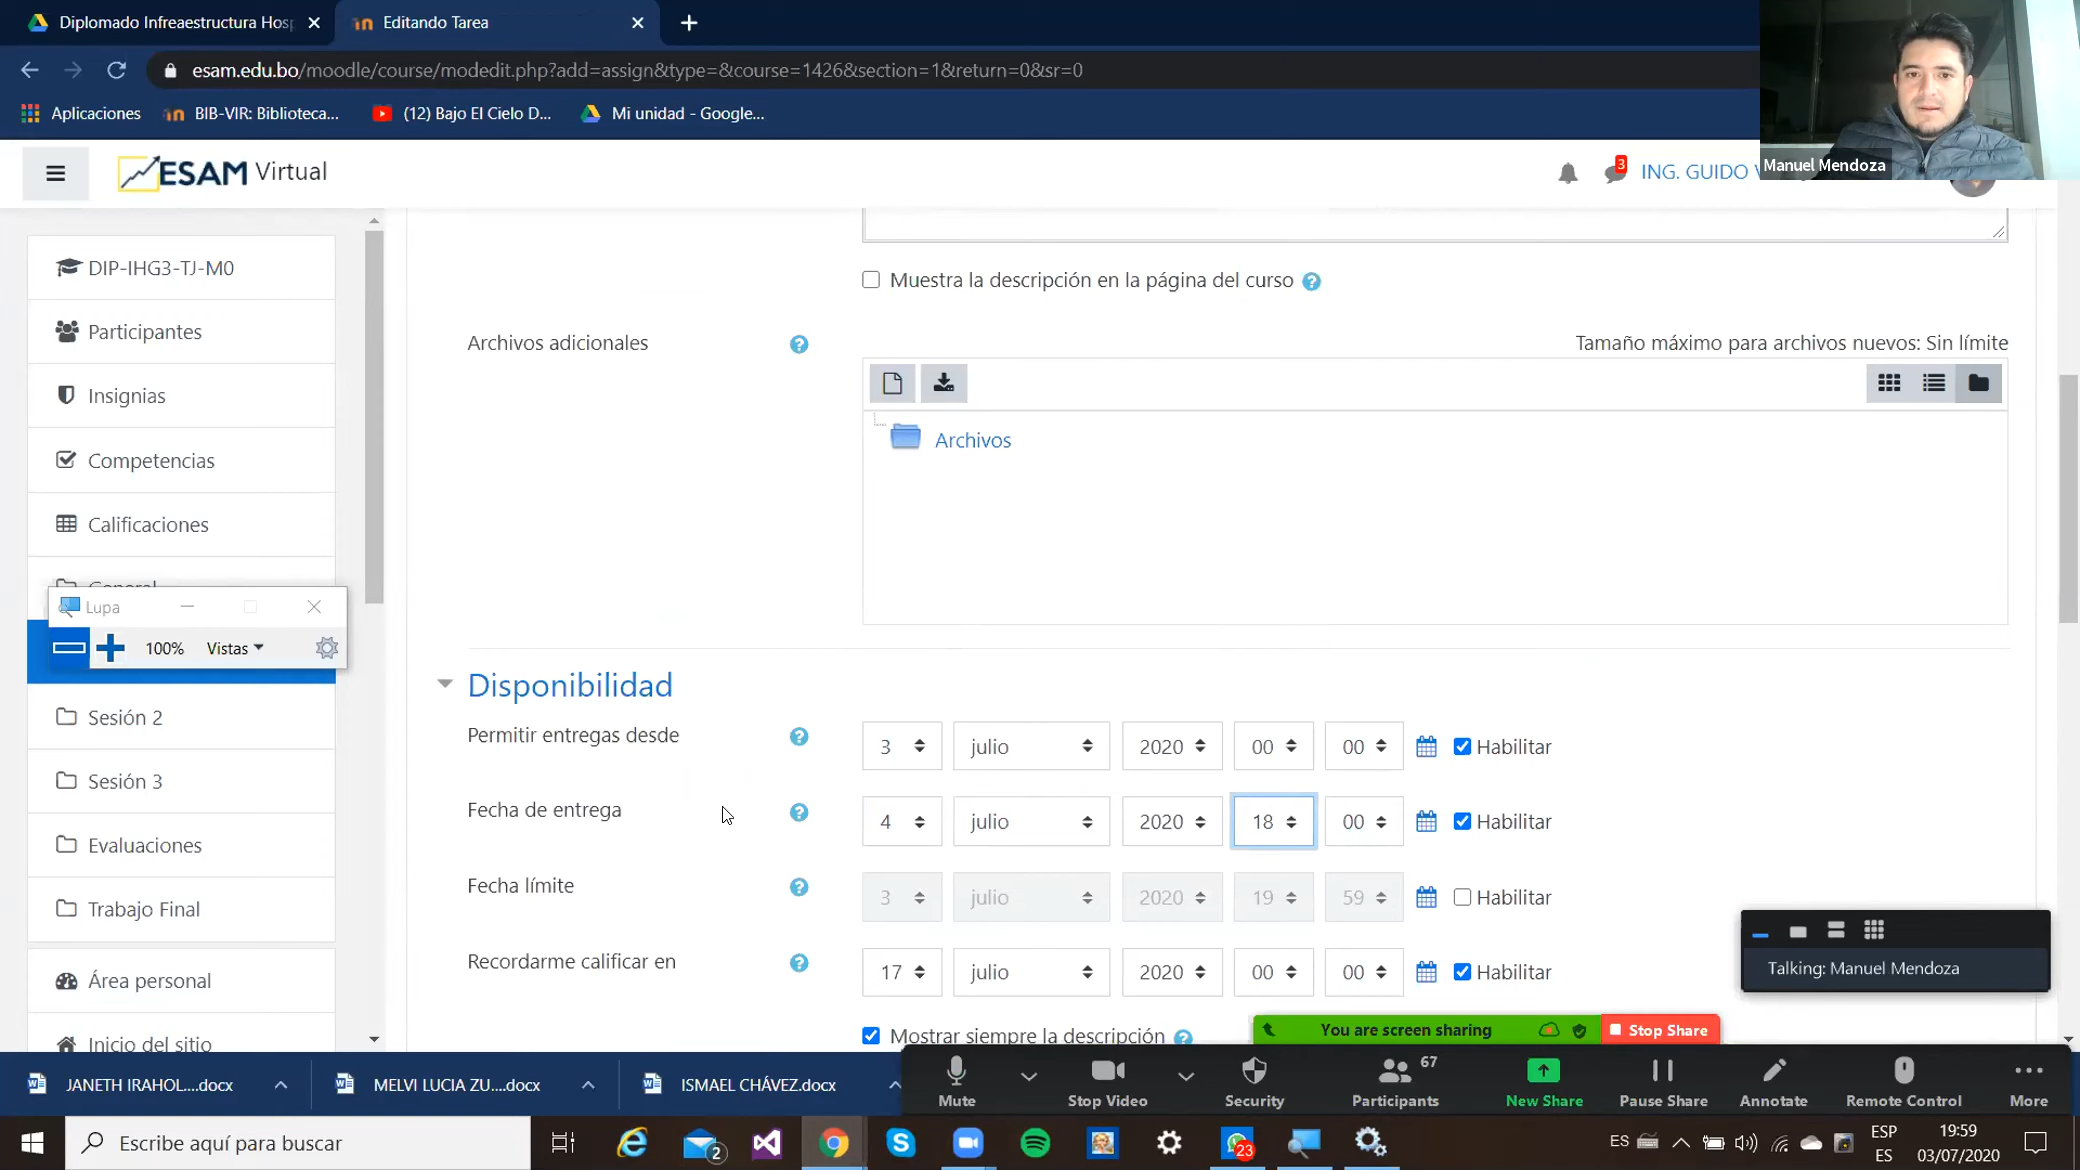 Diplomado Infreaestructura Hosp
Editando Tarea
esam.edu.bo/moodle/course/modedit.php?add=assign&type=&course=1426&section=1&return=0&sr=0
Aplicaciones
BIB-VIR: Biblioteca...
(12) Bajo El Cielo D...
Mi unidad - Google...
Manuel Mendoza
ESAM Virtual
3
ING. GUIDO V
DIP-IHG3-TJ-M0
Participantes
Insignias
Competencias
Calificaciones
General
Lupa
100%
Vistas
Sesión 2
Sesión 3
Evaluaciones
Trabajo Final
Área personal
Inicio del sitio
Muestra la descripción en la página del curso
Archivos adicionales
Tamaño máximo para archivos nuevos: Sin límite
Archivos
Disponibilidad
Permitir entregas desde
3 julio 2020 00 00 Habilitar
Fecha de entrega
4 julio 2020 18 00 Habilitar
Fecha límite
3 julio 2020 19 59 Habilitar
Recordarme calificar en
17 julio 2020 00 00 Habilitar
Mostrar siempre la descripción
Talking: Manuel Mendoza
You are screen sharing
Stop Share
JANETH IRAHOL....docx
MELVI LUCIA ZU....docx
ISMAEL CHÁVEZ.docx
Mute
Stop Video
Security
Participants
67
New Share
Pause Share
Annotate
Remote Control
More
Escribe aquí para buscar
2
23
ES
ESP
ES
19:59
03/07/2020